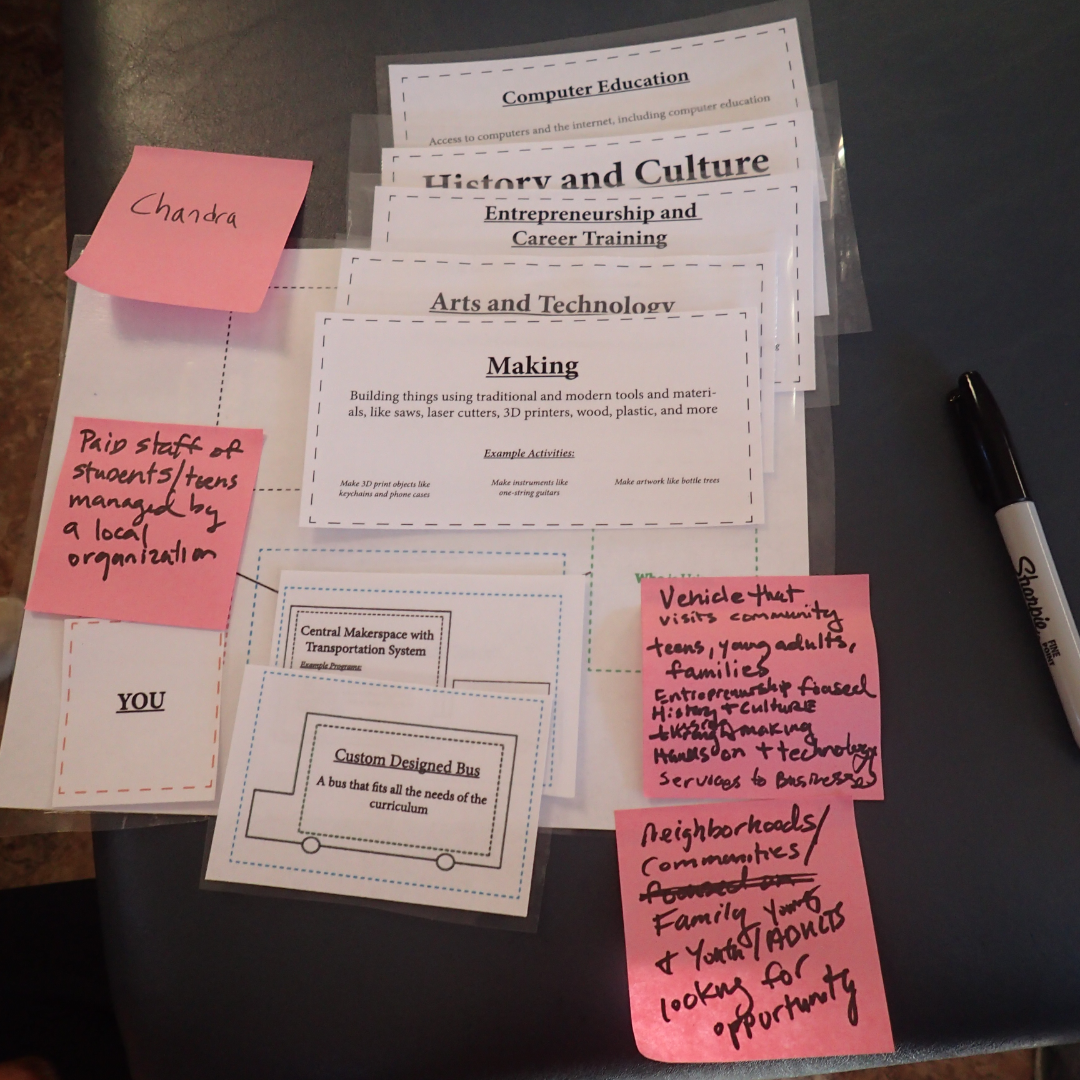 Computer Education
Access to computers and the internet, including computer education
History and Culture
Entrepreneurship and
Career Training
Arts and Technology
Making
Building things using traditional and modern tools and materi-
als, like saws, laser cutters, 3D printers, wood, plastic, and more
Example Activities:
Make 3D print objects like
keychains and phone cases
Make instruments like
one-string guitars
Make artwork like bottle trees
Chandra
Paid staff of
students/teens
managed by
a local
organization
YOU
Central Makerspace with
Transportation System
Example Programs:
Custom Designed Bus
A bus that fits all the needs of the
curriculum
Vehicle that
visits community
teens, young adults,
families
Entrepreneurship focused
History + culture
making
Hands on + technology
Services to Businesses
Neighborhoods/
Communities/
focused on
Family young
+ Youth/ADULTS
looking for
opportunity
Sharpie
FINE
POINT